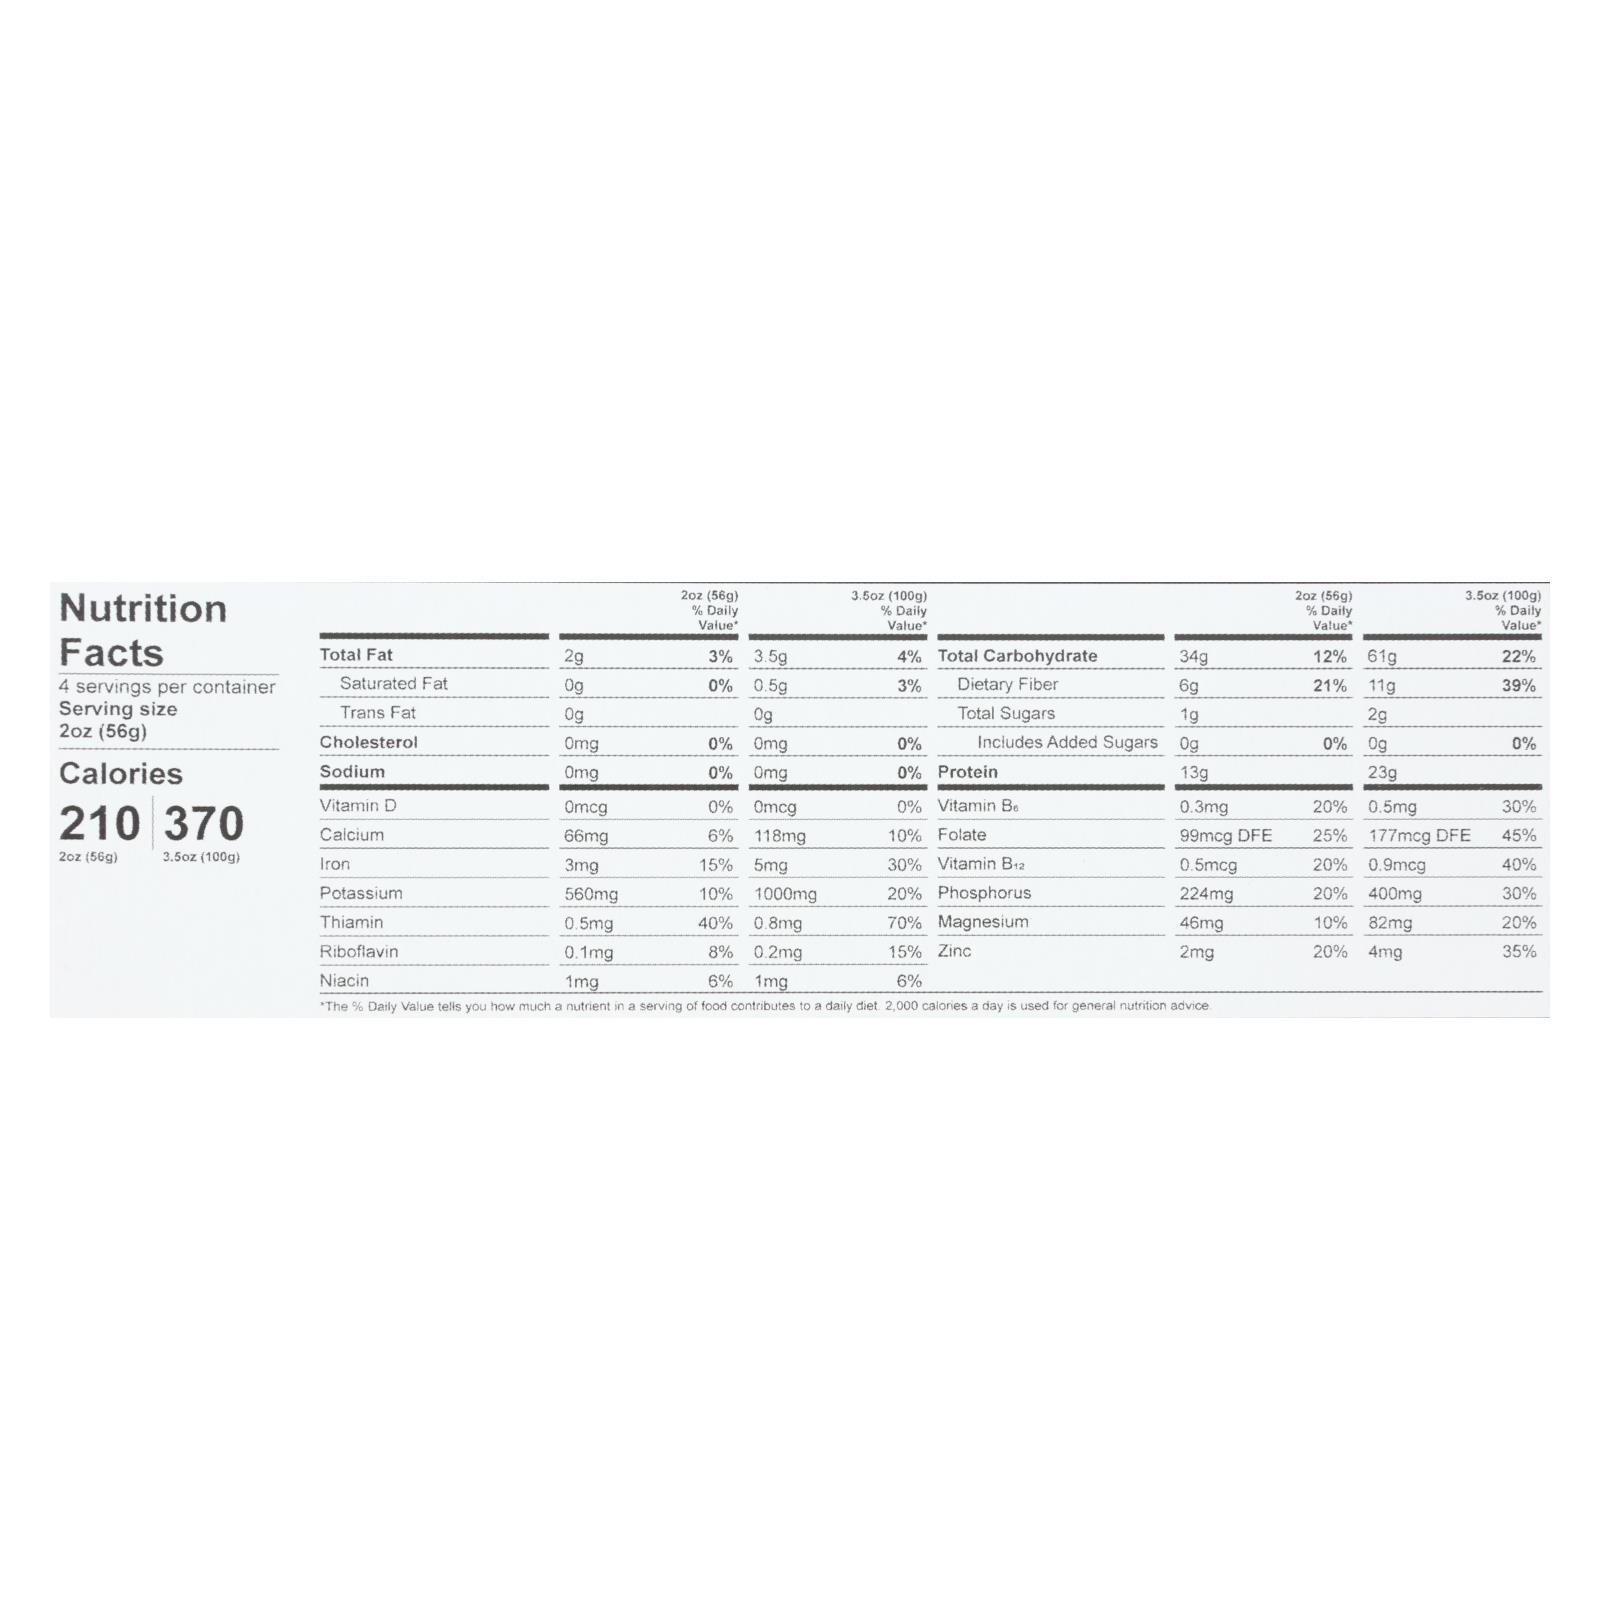 Nutrition
Facts
4 servings per container
Serving size
2oz (56g)
Calories
210 370
2oz (56g) 3.5oz (100g)
2oz (56g) 3.5oz (100g)
% Daily % Daily
Value* Value*
Total Fat 2g 3% 3.5g 4%
Saturated Fat 0g 0% 0.5g 3%
Trans Fat 0g 0g
Cholesterol 0mg 0% 0mg 0%
Sodium 0mg 0% 0mg 0%
Vitamin D 0mcg 0% 0mcg 0%
Calcium 66mg 6% 118mg 10%
Iron 3mg 15% 5mg 30%
Potassium 560mg 10% 1000mg 20%
Thiamin 0.5mg 40% 0.8mg 70%
Riboflavin 0.1mg 8% 0.2mg 15%
Niacin 1mg 6% 1mg 6%
2oz (56g) 3.5oz (100g)
% Daily % Daily
Value* Value*
Total Carbohydrate 34g 12% 61g 22%
Dietary Fiber 6g 21% 11g 39%
Total Sugars 1g 2g
Includes Added Sugars 0g 0% 0g 0%
Protein 13g 23g
Vitamin B₆ 0.3mg 20% 0.5mg 30%
Folate 99mcg DFE 25% 177mcg DFE 45%
Vitamin B₁₂ 0.5mcg 20% 0.9mcg 40%
Phosphorus 224mg 20% 400mg 30%
Magnesium 46mg 10% 82mg 20%
Zinc 2mg 20% 4mg 35%
*The % Daily Value tells you how much a nutrient in a serving of food contributes to a daily diet. 2,000 calories a day is used for general nutrition advice.